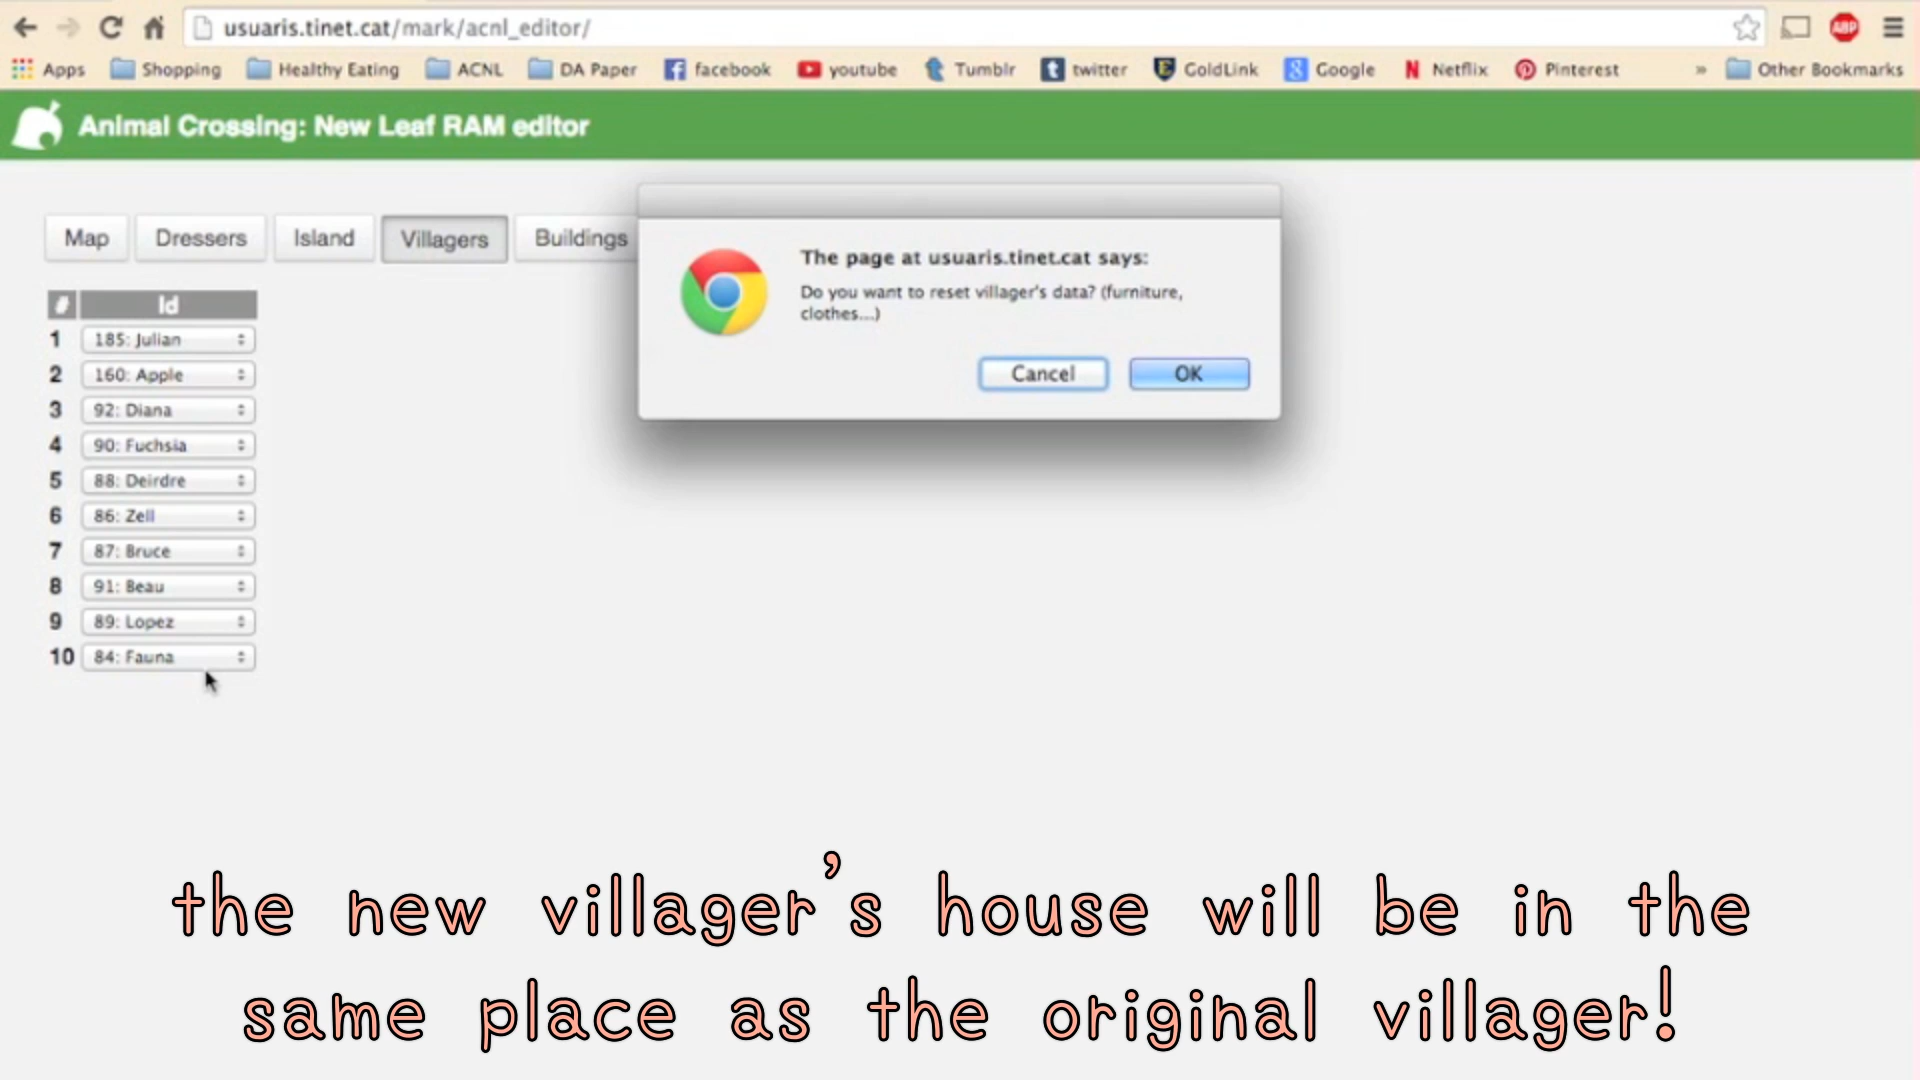 usuaris.tinet.cat/mark/acnl_editor/
ABP
Apps Shopping Healthy Eating ACNL DA Paper facebook youtube Tumblr twitter GoldLink Google Netflix Pinterest » Other Bookmarks
Animal Crossing: New Leaf RAM editor
Map Dressers Island Villagers Buildings
The page at usuaris.tinet.cat says:
Do you want to reset villager's data? (furniture,
clothes...)
Cancel OK
# Id
1 185: Julian
2 160: Apple
3 92: Diana
4 90: Fuchsia
5 88: Deirdre
6 86: Zell
7 87: Bruce
8 91: Beau
9 89: Lopez
10 84: Fauna
the new villager's house will be in the
same place as the original villager!